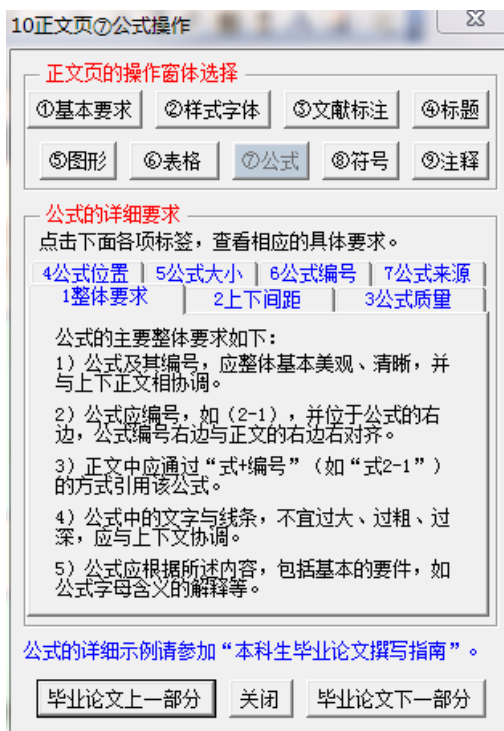 10正文页⑦公式操作
正文页的操作窗体选择
①基本要求 ②样式字体 ③文献标注 ④标题
⑤图形 ⑥表格 ⑦公式 ⑧符号 ⑨注释
公式的详细要求
点击下面各项标签，查看相应的具体要求。
4公式位置 5公式大小 6公式编号 7公式来源
1整体要求 2上下间距 3公式质量
公式的主要整体要求如下：
1）公式及其编号，应整体基本美观、清晰，并
与上下正文相协调。
2）公式应编号，如（2-1），并位于公式的右
边，公式编号右边与正文的右边右对齐。
3）正文中应通过“式+编号”（如“式2-1”）
的方式引用该公式。
4）公式中的文字与线条，不宜过大、过粗、过
深，应与上下文协调。
5）公式应根据所述内容，包括基本的要件，如
公式字母含义的解释等。
公式的详细示例请参加“本科生毕业论文撰写指南”。
毕业论文上一部分 关闭 毕业论文下一部分